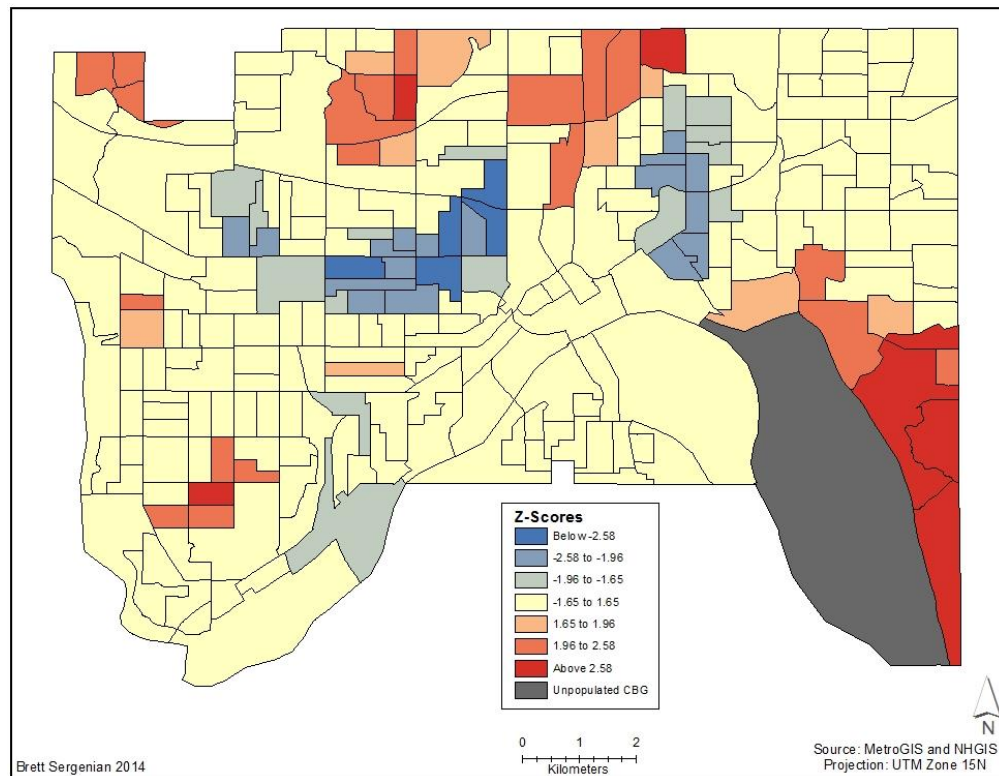 Z-Scores
Below -2.58
-2.58 to -1.96
-1.96 to -1.65
-1.65 to 1.65
1.65 to 1.96
1.96 to 2.58
Above 2.58
Unpopulated CBG
N
0 1 2
Kilometers
Brett Sergenian 2014
Source: MetroGIS and NHGIS
Projection: UTM Zone 15N